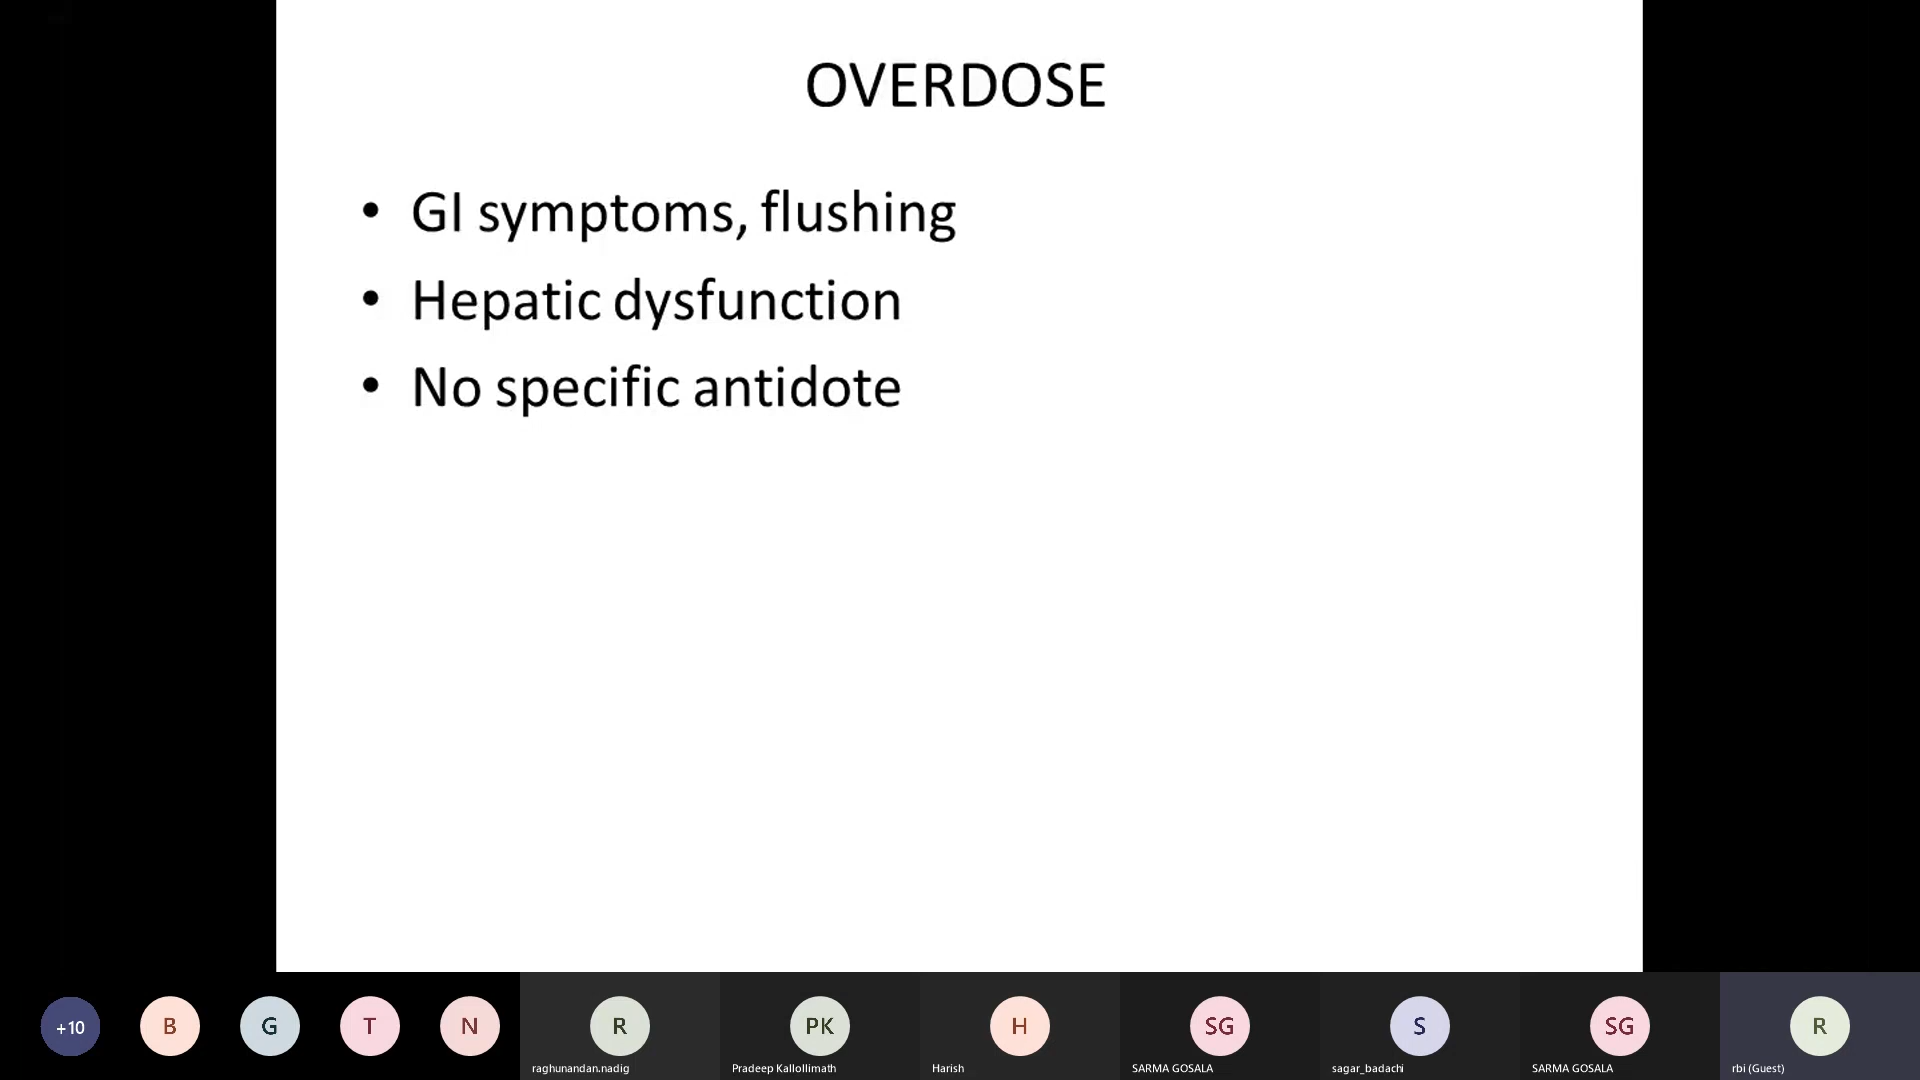 OVERDOSE
• GI symptoms, flushing
• Hepatic dysfunction
• No specific antidote
+10
B
G
T
N
R
PK
H
SG
S
SG
R
raghunandan.nadig
Pradeep Kallollimath
Harish
SARMA GOSALA
sagar_badachi
SARMA GOSALA
rbi (Guest)